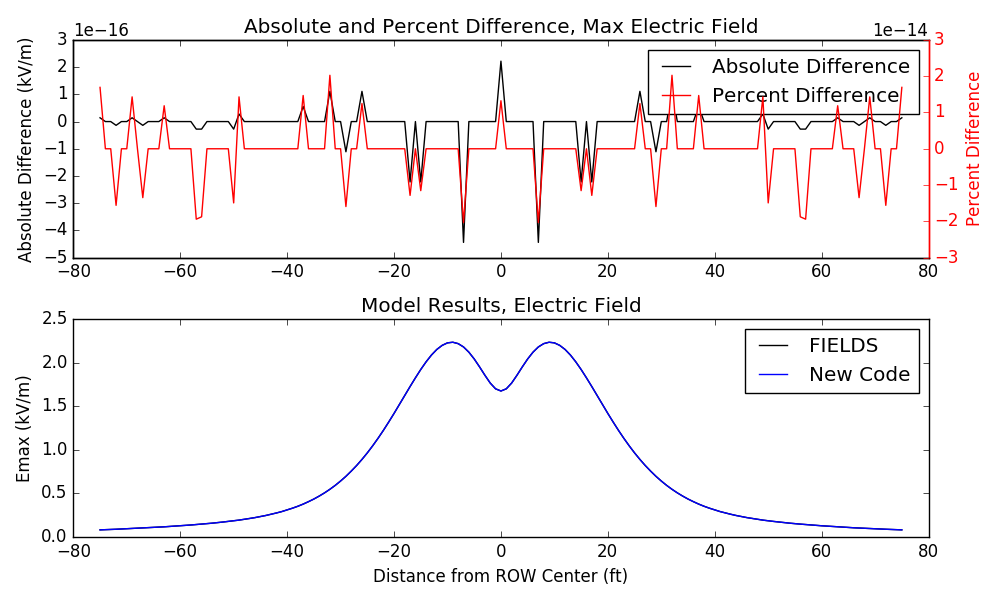 Absolute and Percent Difference, Max Electric Field
1e−16
1e−14
3
2
1
0
−1
−2
−3
−4
−5
Absolute Difference (kV/m)
Absolute Difference
Percent Difference
3
2
1
0
−1
−2
−3
Percent Difference
−80 −60 −40 −20 0 20 40 60 80
Model Results, Electric Field
2.5
2.0
1.5
1.0
0.5
0.0
Emax (kV/m)
FIELDS
New Code
−80 −60 −40 −20 0 20 40 60 80
Distance from ROW Center (ft)